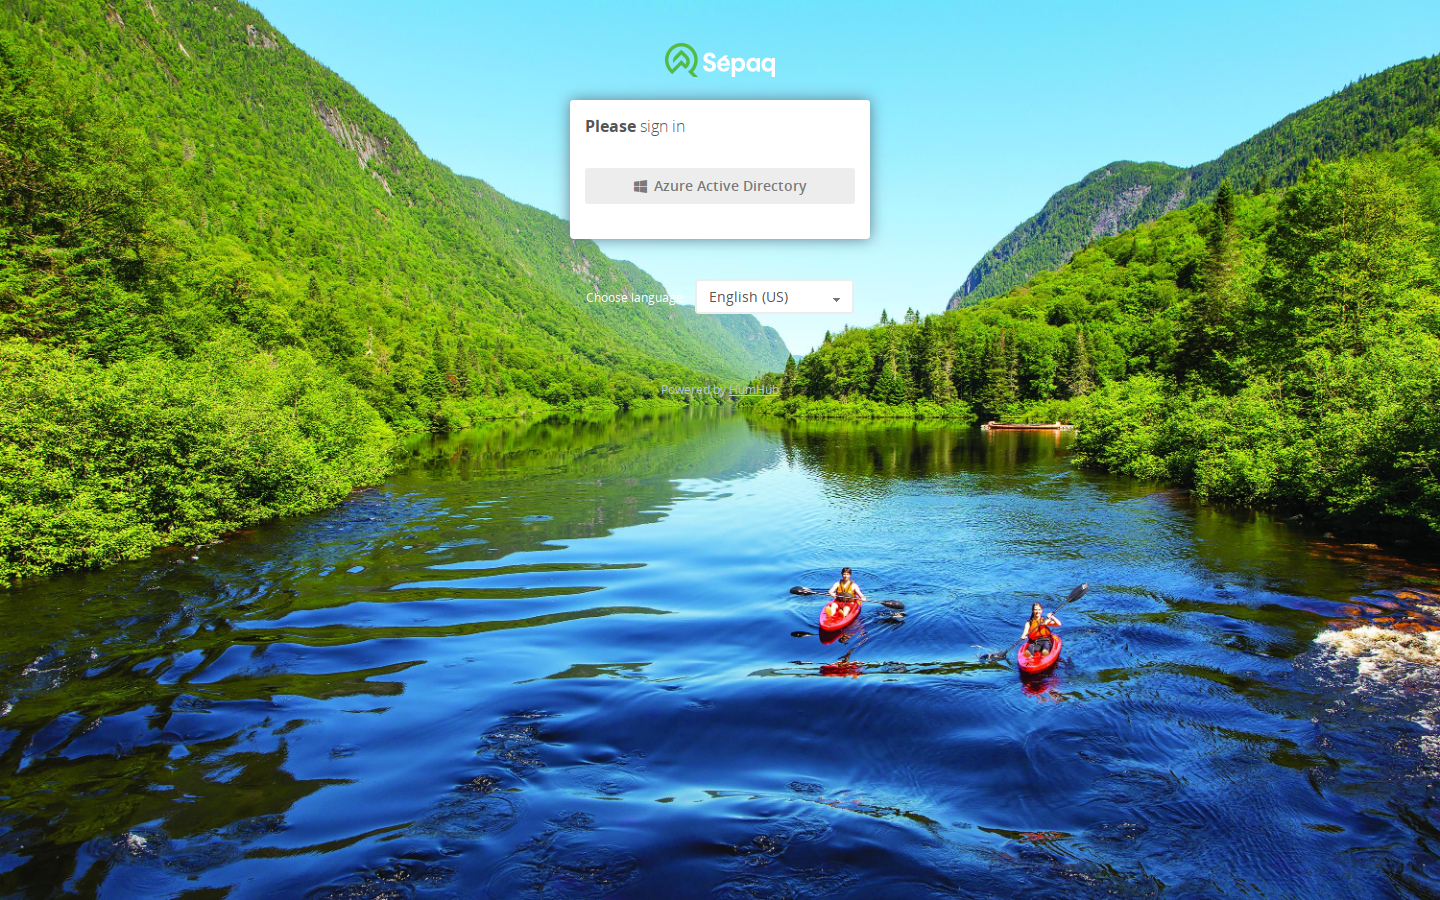 Sépaq
Please sign in
Azure Active Directory
Choose language:
English (US)
Powered by HumHub